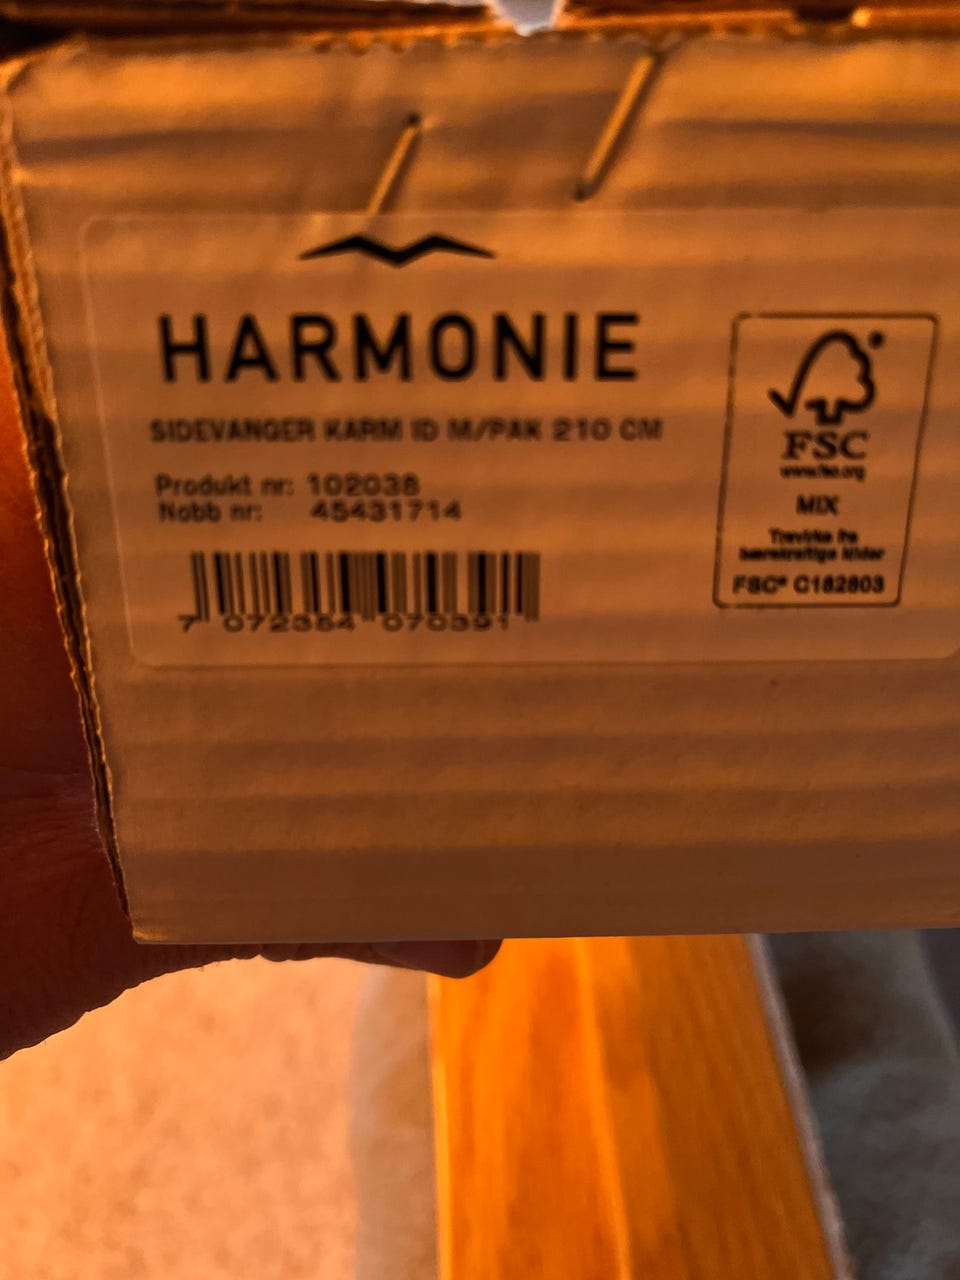 HARMONIE
SIDEVANGER KARM ID M/PAK 210 CM
Produkt nr: 102038
Nobb nr: 45431714
7 072354 070391
FSC
www.fsc.org
MIX
Trevirke fra
bærekraftige kilder
FSC® C182803